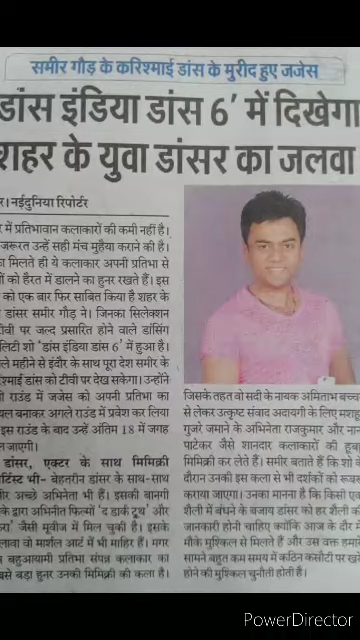 समीर गौड़ के करिश्माई डांस के मुरीद हुए जजेस
डांस इंडिया डांस 6’ में दिखेगा
शहर के युवा डांसर का जलवा
र। नईदुनिया रिपोर्टर
र में प्रतिभावान कलाकारों की कमी नहीं है।
जरूरत उन्हें सही मंच मुहैया कराने की है।
ा मिलते ही ये कलाकार अपनी प्रतिभा से
ों को हैरत में डालने का हुनर रखते हैं। इस
को एक बार फिर साबित किया है शहर के
डांसर समीर गौड़ ने। जिनका सिलेक्शन
ीवी पर जल्द प्रसारित होने वाले डांसिंग
लिटी शो ‘डांस इंडिया डांस 6’ में हुआ है।
ले महीने से इंदौर के साथ पूरा देश समीर के
श्माई डांस को टीवी पर देख सकेगा। उन्होंने
ी राउंड में जजेस को अपनी प्रतिभा का
यल बनाकर अगले राउंड में प्रवेश कर लिया
इस राउंड के बाद उन्हें अंतिम 18 में जगह
ल जाएगी।
डांसर, एक्टर के साथ मिमिक्री
र्टिस्ट भी- बेहतरीन डांसर के साथ-साथ
ीर अच्छे अभिनेता भी हैं। इसकी बानगी
के द्वारा अभिनीत फिल्मों ‘द डार्क ट्रुथ’ और
रा’ जैसी मूवीज में मिल चुकी है। इसके
लावा वो मार्शल आर्ट में भी माहिर हैं। मगर
बहुआयामी प्रतिभा संपन्न कलाकार का
बसे बड़ा हुनर उनकी मिमिक्री की कला है।
जिसके तहत वो सदी के नायक अमिताभ बच्च
से लेकर उत्कृष्ट संवाद अदायगी के लिए मशहू
गुजरे जमाने के अभिनेता राजकुमार और नान
पाटेकर जैसे शानदार कलाकारों की हूबह
मिमिक्री कर लेते हैं। समीर बताते हैं कि शो के
दौरान उनकी इस कला से भी दर्शकों को रूबरू
कराया जाएगा। उनका मानना है कि किसी एक
शैली में बंधने के बजाय डांसर को हर शैली की
जानकारी होनी चाहिए क्योंकि आज के दौर में
मौके मुश्किल से मिलते हैं और उस वक्त हमारे
सामने बहुत कम समय में कठिन कसौटी पर खरे
होने की मुश्किल चुनौती होती है।
PowerDirector